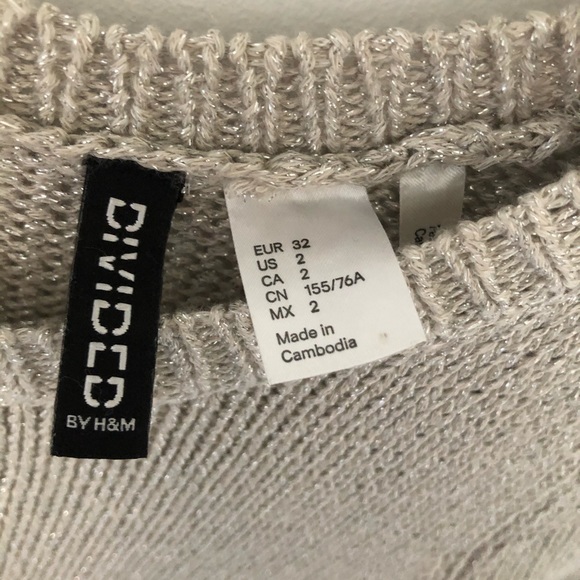 DIVIDED
BY H&M
EUR 32
US 2
CA 2
CN 155/76A
MX 2
Made in
Cambodia